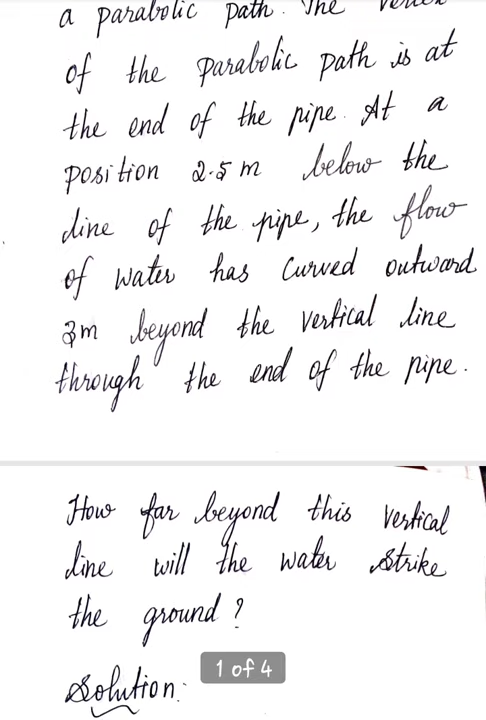 a parabolic path. The vertex
of the parabolic path is at
the end of the pipe. At a
position 2.5 m below the
line of the pipe, the flow
of water has curved outward
3m beyond the vertical line
through the end of the pipe.
How far beyond this vertical
line will the water strike
the ground?
Solution:
1 of 4